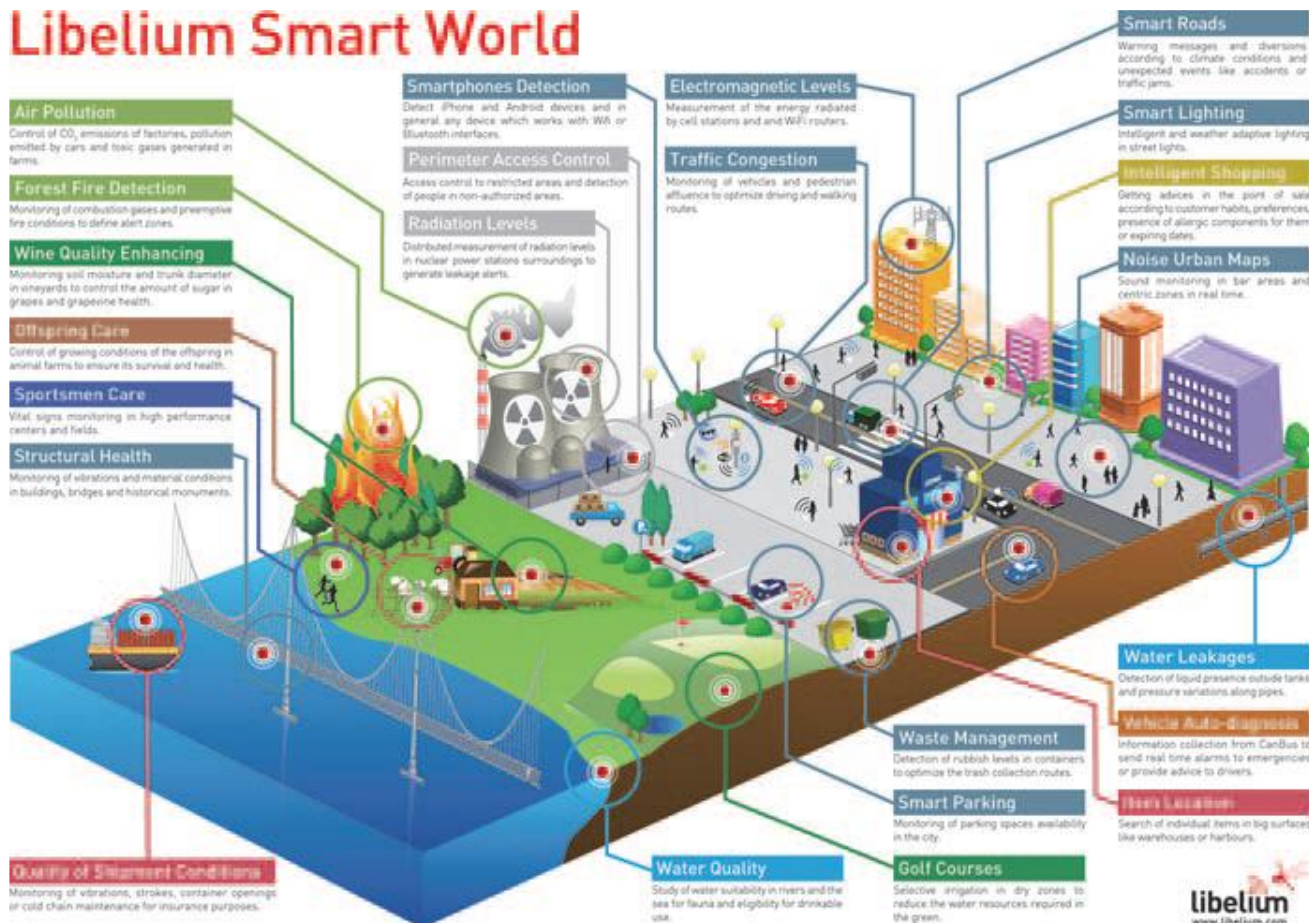 Libelium Smart World
Air Pollution
Control of CO₂ emissions of factories, pollution
emitted by cars and toxic gases generated in
farms.
Forest Fire Detection
Monitoring of combustion gases and preemptive
fire conditions to define alert zones.
Wine Quality Enhancing
Monitoring soil moisture and trunk diameter
in vineyards to control the amount of sugar in
grapes and grapevine health.
Offspring Care
Control of growing conditions of the offspring in
animal farms to ensure its survival and health.
Sportsmen Care
Vital signs monitoring in high performance
centers and fields.
Structural Health
Monitoring of vibrations and material conditions
in buildings, bridges and historical monuments.
Quality of Shipment Conditions
Monitoring of vibrations, strokes, container openings
or cold chain maintenance for insurance purposes.
Smartphones Detection
Detect iPhone and Android devices and in
general any device which works with Wifi or
Bluetooth interfaces.
Perimeter Access Control
Access control to restricted areas and detection
of people in non-authorized areas.
Radiation Levels
Distributed measurement of radiation levels
in nuclear power stations surroundings to
generate leakage alerts.
Electromagnetic Levels
Measurement of the energy radiated
by cell stations and and WiFi routers.
Traffic Congestion
Monitoring of vehicles and pedestrian
affluence to optimize driving and walking
routes.
Smart Roads
Warning messages and diversions
according to climate conditions and
unexpected events like accidents or
traffic jams.
Smart Lighting
Intelligent and weather adaptive lighting
in street lights.
Intelligent Shopping
Getting advices in the point of sale
according to customer habits, preferences,
presence of allergic components for them
or expiring dates.
Noise Urban Maps
Sound monitoring in bar areas and
centric zones in real time.
P
Water Leakages
Detection of liquid presence outside tanks
and pressure variations along pipes.
Vehicle Auto-diagnosis
Information collection from CanBus to
send real time alarms to emergencies
or provide advice to drivers.
Item Location
Search of individual items in big surfaces
like warehouses or harbours.
Waste Management
Detection of rubbish levels in containers
to optimize the trash collection routes.
Smart Parking
Monitoring of parking spaces availability
in the city.
Golf Courses
Selective irrigation in dry zones to
reduce the water resources required in
the green.
Water Quality
Study of water suitability in rivers and the
sea for fauna and eligibility for drinkable
use.
libelium
www.libelium.com